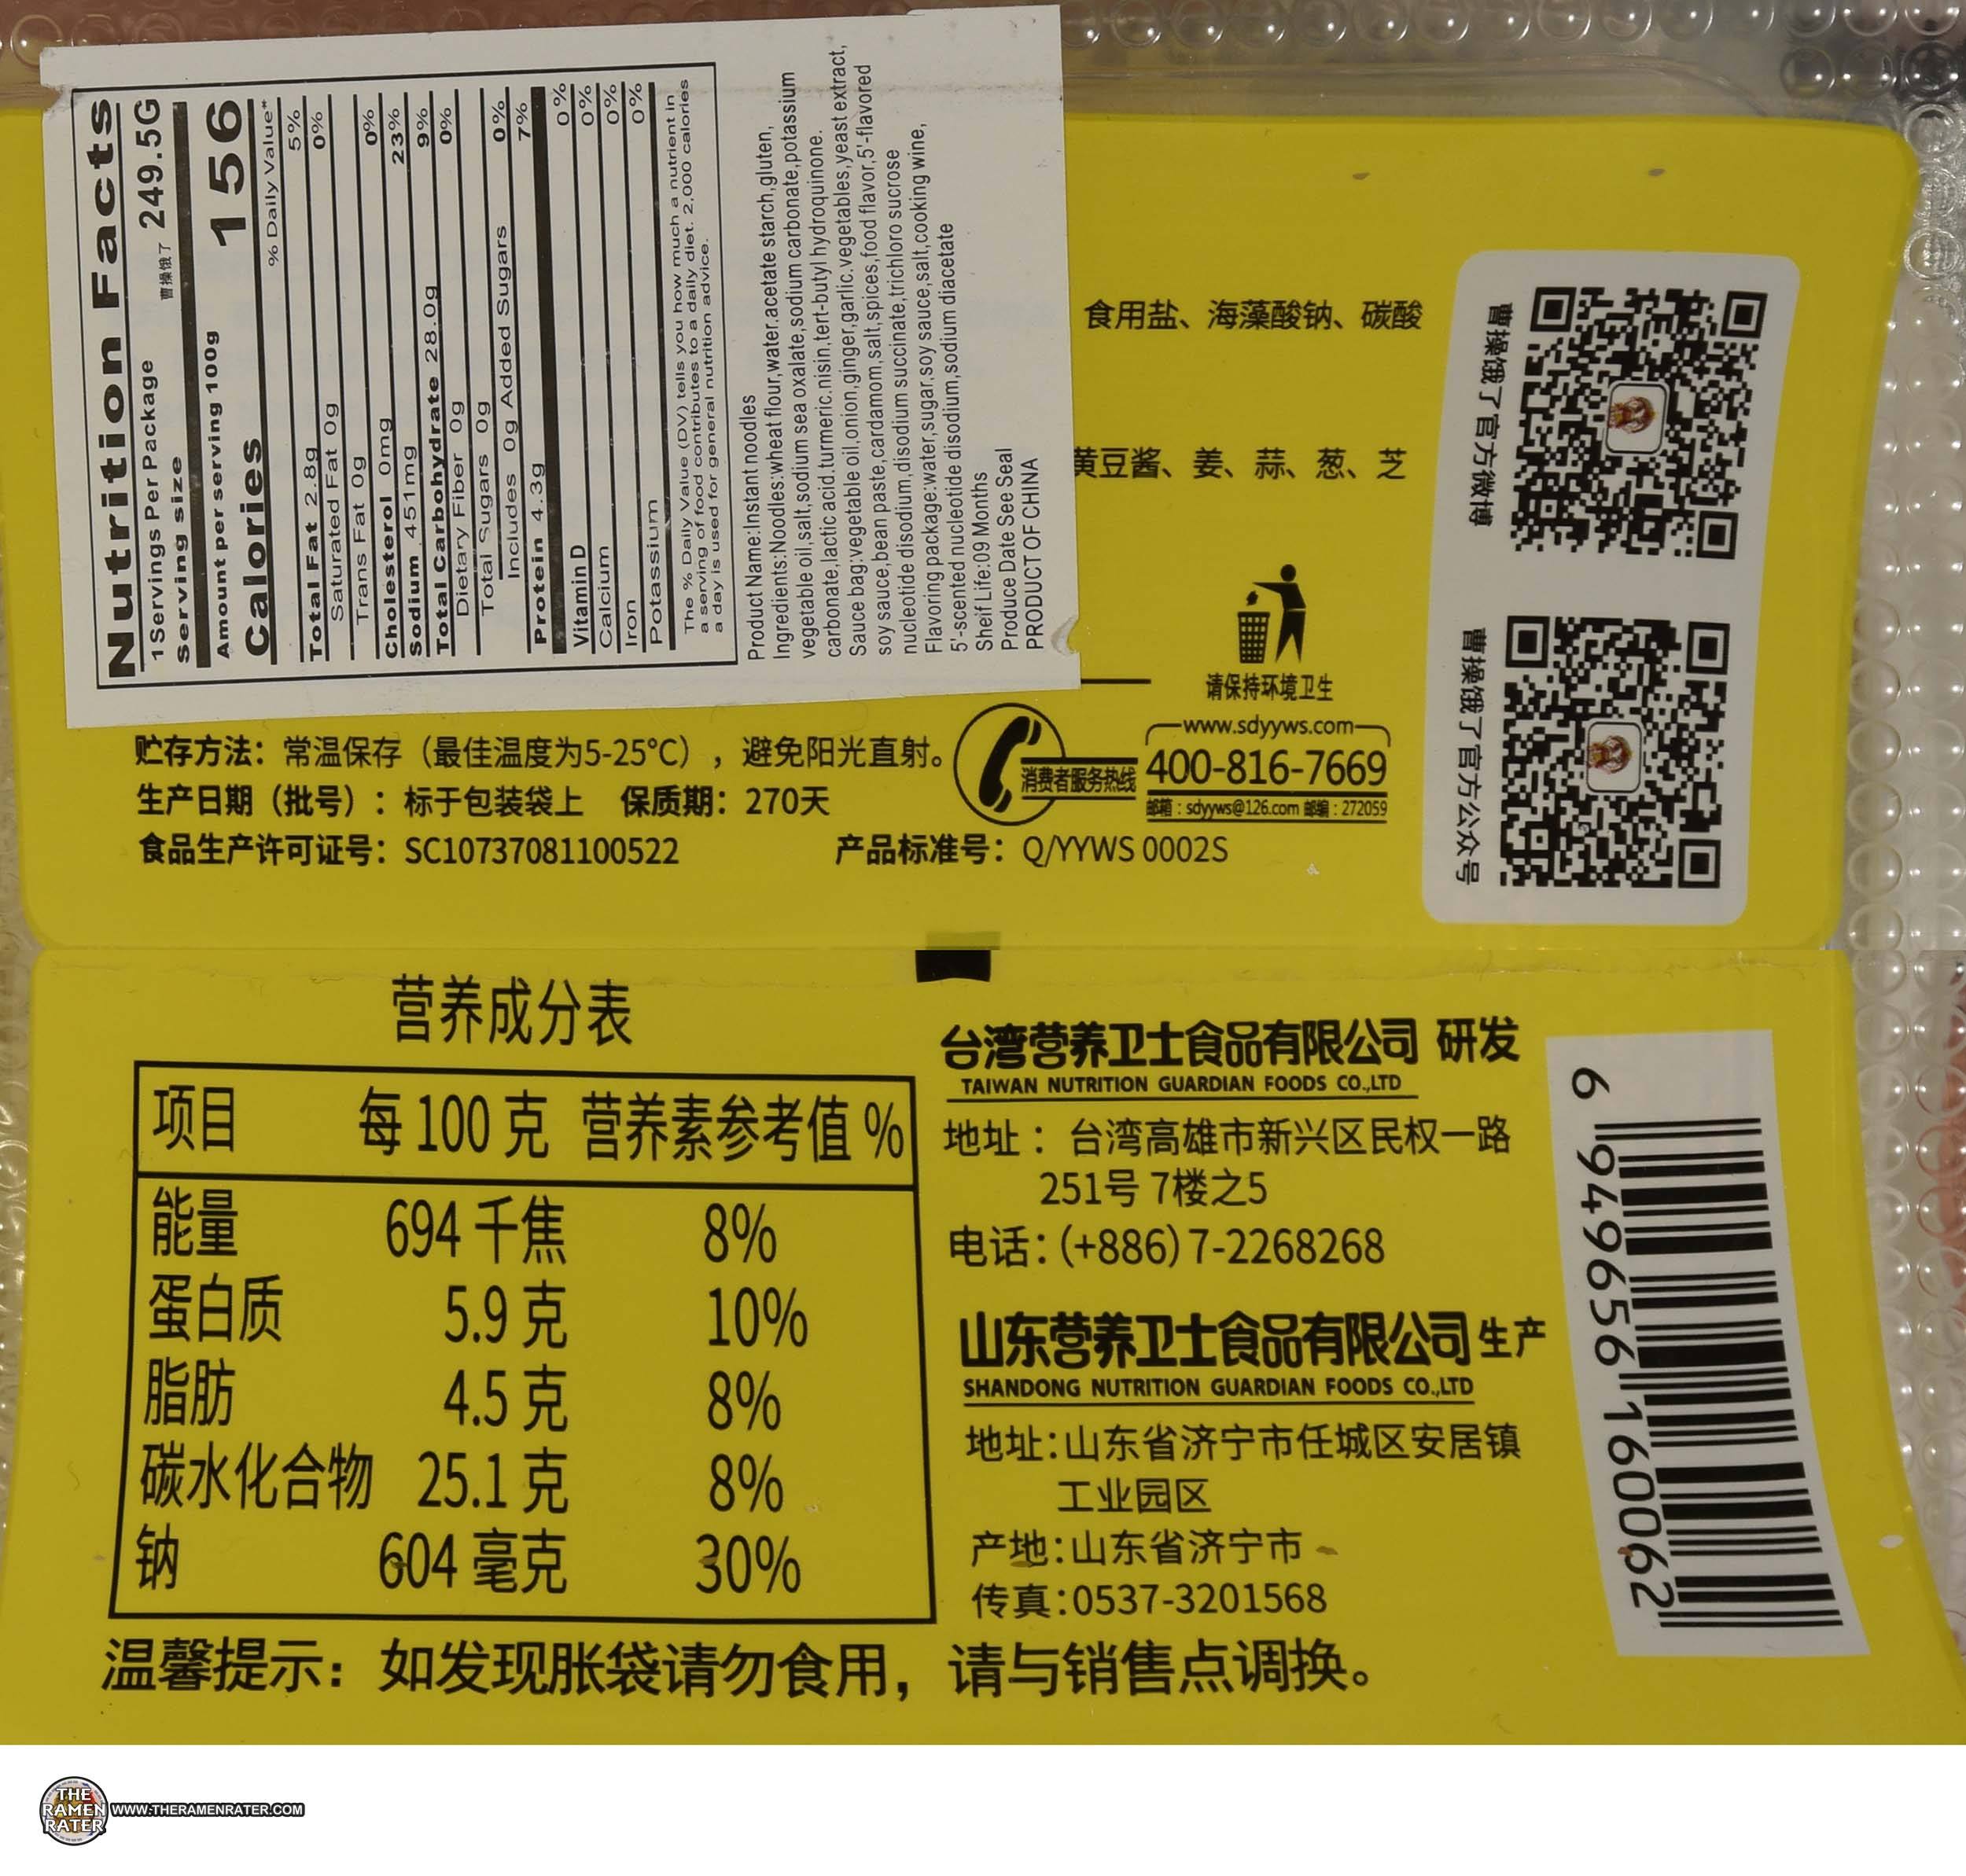 Nutrition Facts
1 Servings Per Package
Serving size 曹操饿了 249.5G
Amount per serving 100g
Calories 156
% Daily Value*
Total Fat 2.8g 5%
Saturated Fat 0g 0%
Trans Fat 0g
Cholesterol 0mg 0%
Sodium 451mg 23%
Total Carbohydrate 28.0g 9%
Dietary Fiber 0g 0%
Total Sugars 0g
Includes 0g Added Sugars 0%
Protein 4.3g 7%
Vitamin D 0%
Calcium 0%
Iron 0%
Potassium 0%
The % Daily Value (DV) tells you how much a nutrient in
a serving of food contributes to a daily diet. 2,000 calories
a day is used for general nutrition advice.
Product Name:Instant noodles
Ingredients:Noodles:wheat flour,water,acetate starch,gluten,
vegetable oil,salt,sodium sea oxalate,sodium carbonate,potassium
carbonate,lactic acid.turmeric.nisin,tert-butyl hydroquinone.
Sauce bag:vegetable oil,onion,ginger,garlic.vegetables,yeast extract,
soy sauce,bean paste,cardamom,salt,spices,food flavor,5'-flavored
nucleotide disodium,disodium succinate,trichloro sucrose
Flavoring package:water,sugar,soy sauce,salt,cooking wine,
5'-scented nucleotide disodium,sodium diacetate
Sheif Life:09 Months
Produce Date See Seal
PRODUCT OF CHINA
食用盐、海藻酸钠、碳酸
黄豆酱、姜、蒜、葱、芝
请保持环境卫生
曹操饿了官方微博
曹操饿了官方公众号
贮存方法：常温保存（最佳温度为5-25°C），避免阳光直射。
生产日期（批号）：标于包装袋上 保质期：270天
食品生产许可证号：SC10737081100522 产品标准号：Q/YYWS 0002S
消费者服务热线
www.sdyyws.com
400-816-7669
邮箱：sdyyws@126.com 邮编：272059
营养成分表
项目 每100克 营养素参考值%
能量 694千焦 8%
蛋白质 5.9克 10%
脂肪 4.5克 8%
碳水化合物 25.1克 8%
钠 604毫克 30%
台湾营养卫士食品有限公司 研发
TAIWAN NUTRITION GUARDIAN FOODS CO.,LTD
地址：台湾高雄市新兴区民权一路
251号 7楼之5
电话：(+886)7-2268268
山东营养卫士食品有限公司 生产
SHANDONG NUTRITION GUARDIAN FOODS CO.,LTD
地址：山东省济宁市任城区安居镇
工业园区
产地：山东省济宁市
传真：0537-3201568
6 949656 160062
温馨提示：如发现胀袋请勿食用，请与销售点调换。
THE
RAMEN
RATER
WWW.THERAMENRATER.COM